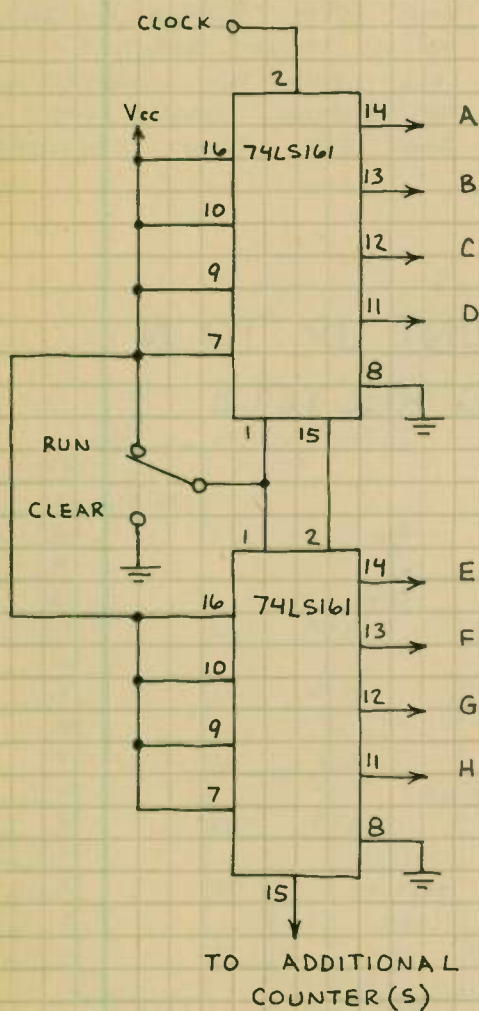 CLOCK
2
Vcc
16 74LS161 14 A
10 13 B
9 12 C
7 11 D
8
RUN
1 15
CLEAR
1 2
16 74LS161 14 E
10 13 F
9 12 G
7 11 H
8
15
TO ADDITIONAL
COUNTER(S)